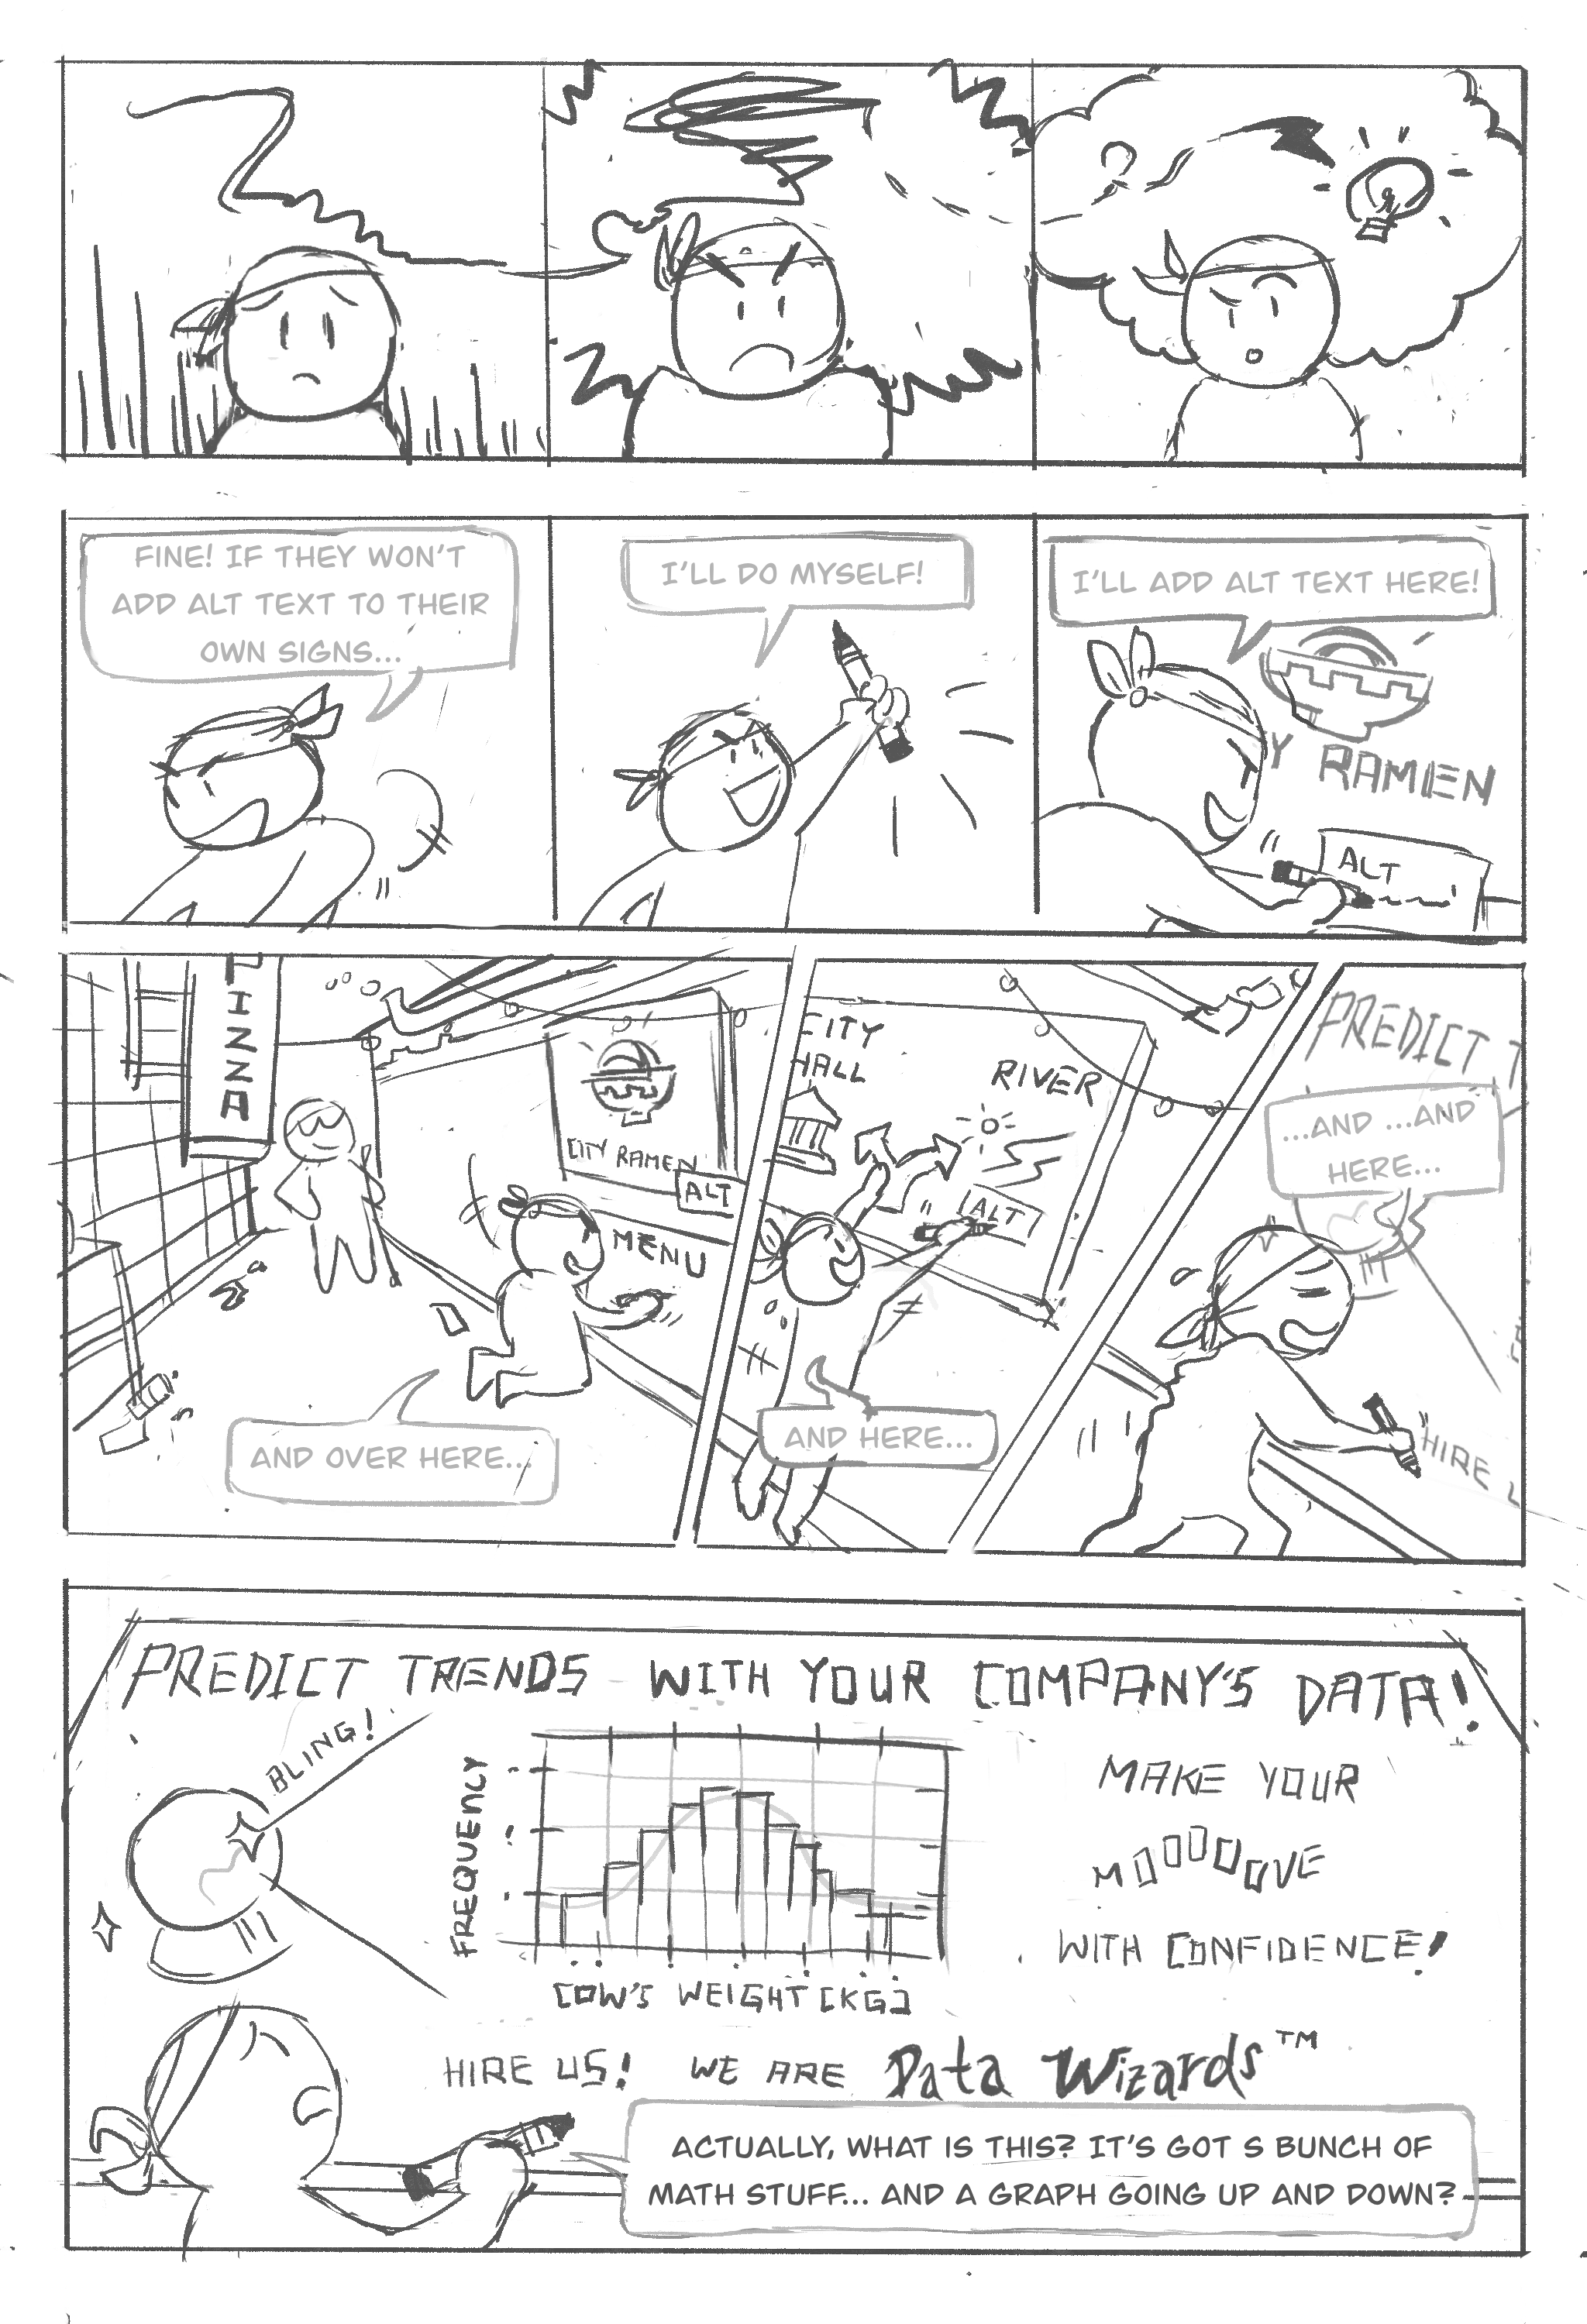 FINE! IF THEY WON'T
ADD ALT TEXT TO THEIR
OWN SIGNS...
I'LL DO MYSELF!
I'LL ADD ALT TEXT HERE!
Y RAMEN
ALT
PIZZA
CITY RAMEN
ALT
MENU
AND OVER HERE...
CITY
HALL
RIVER
ALT
AND HERE...
PREDICT T
...AND ...AND
HERE...
HIRE
PREDICT TRENDS WITH YOUR COMPANY'S DATA!
BLING!
FREQUENCY
COW'S WEIGHT [KG]
MAKE YOUR
MOOOOVE
WITH CONFIDENCE!
HIRE US! WE ARE Data Wizards™
ACTUALLY, WHAT IS THIS? IT'S GOT S BUNCH OF
MATH STUFF... AND A GRAPH GOING UP AND DOWN?